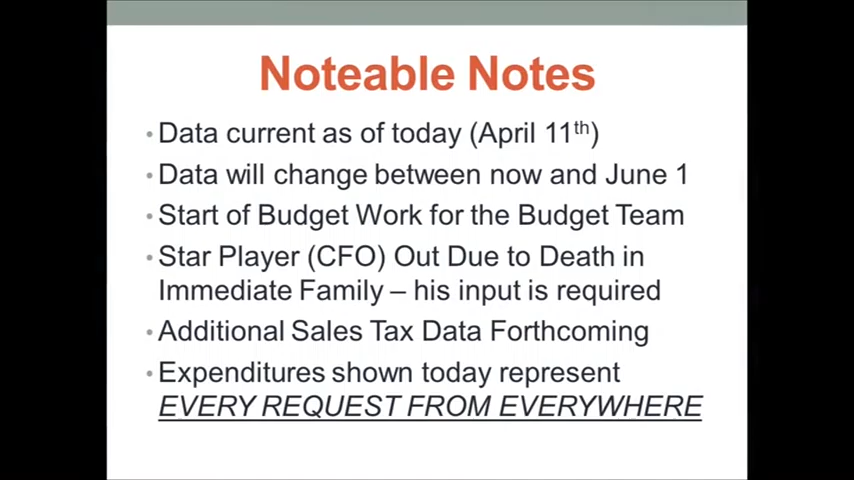 Noteable Notes
• Data current as of today (April 11th)
• Data will change between now and June 1
• Start of Budget Work for the Budget Team
• Star Player (CFO) Out Due to Death in
Immediate Family – his input is required
• Additional Sales Tax Data Forthcoming
• Expenditures shown today represent
EVERY REQUEST FROM EVERYWHERE